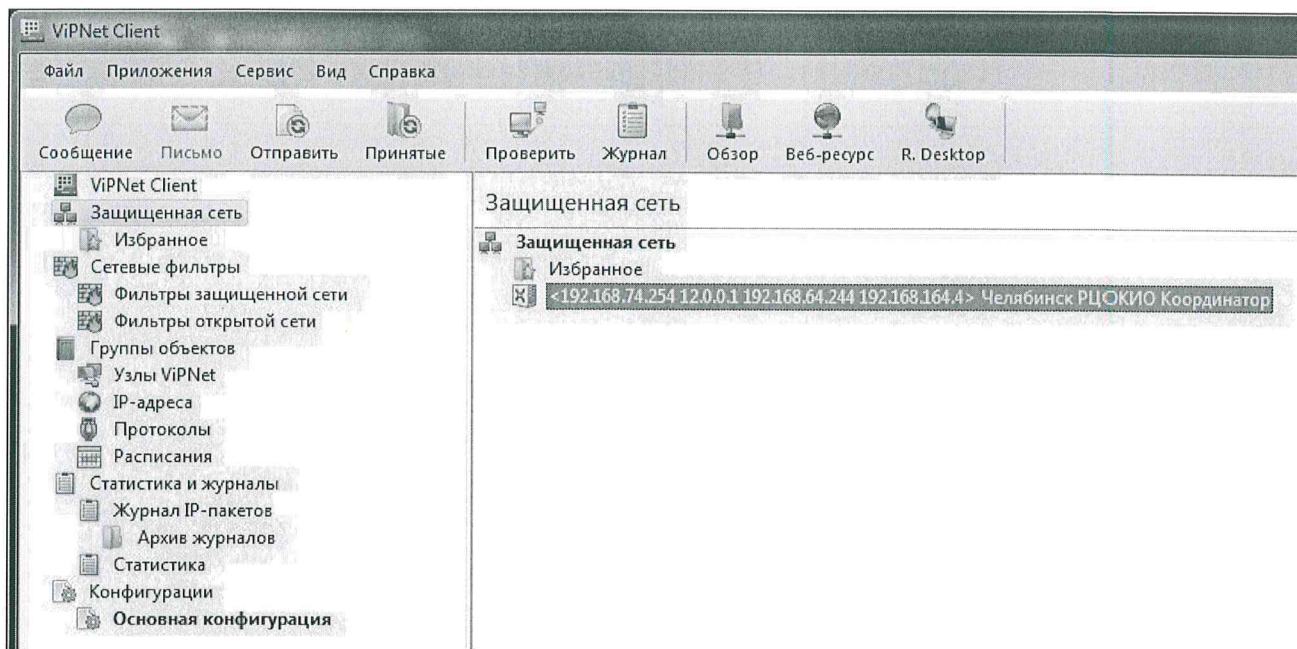 ViPNet Client
Файл Приложения Сервис Вид Справка
Сообщение Письмо Отправить Принятые Проверить Журнал Обзор Веб-ресурс R. Desktop
ViPNet Client
Защищенная сеть
Избранное
Сетевые фильтры
Фильтры защищенной сети
Фильтры открытой сети
Группы объектов
Узлы ViPNet
IP-адреса
Протоколы
Расписания
Статистика и журналы
Журнал IP-пакетов
Архив журналов
Статистика
Конфигурации
Основная конфигурация
Защищенная сеть
Защищенная сеть
Избранное
<192.168.74.254 12.0.0.1 192.168.64.244 192.168.164.4> Челябинск РЦОКИО Координатор